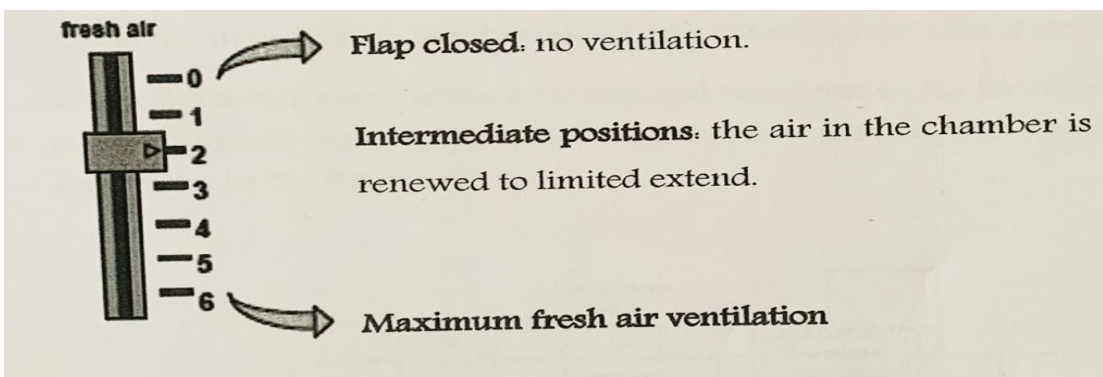 fresh air
0
Flap closed: no ventilation.
1
2
Intermediate positions: the air in the chamber is
3
renewed to limited extend.
4
5
6
Maximum fresh air ventilation